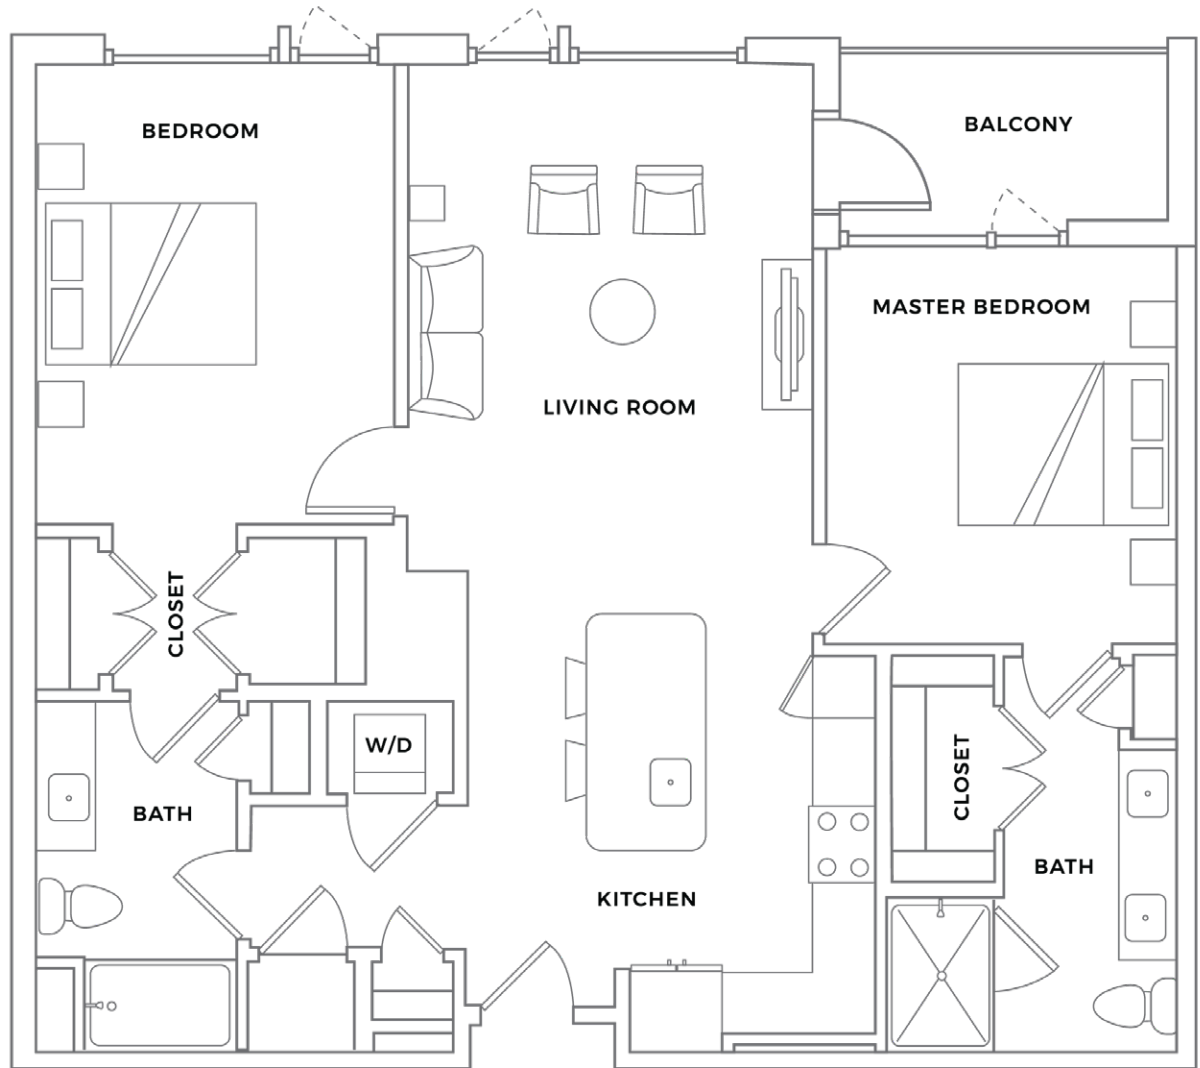 BEDROOM
BALCONY
MASTER BEDROOM
LIVING ROOM
CLOSET
W/D
CLOSET
BATH
BATH
KITCHEN